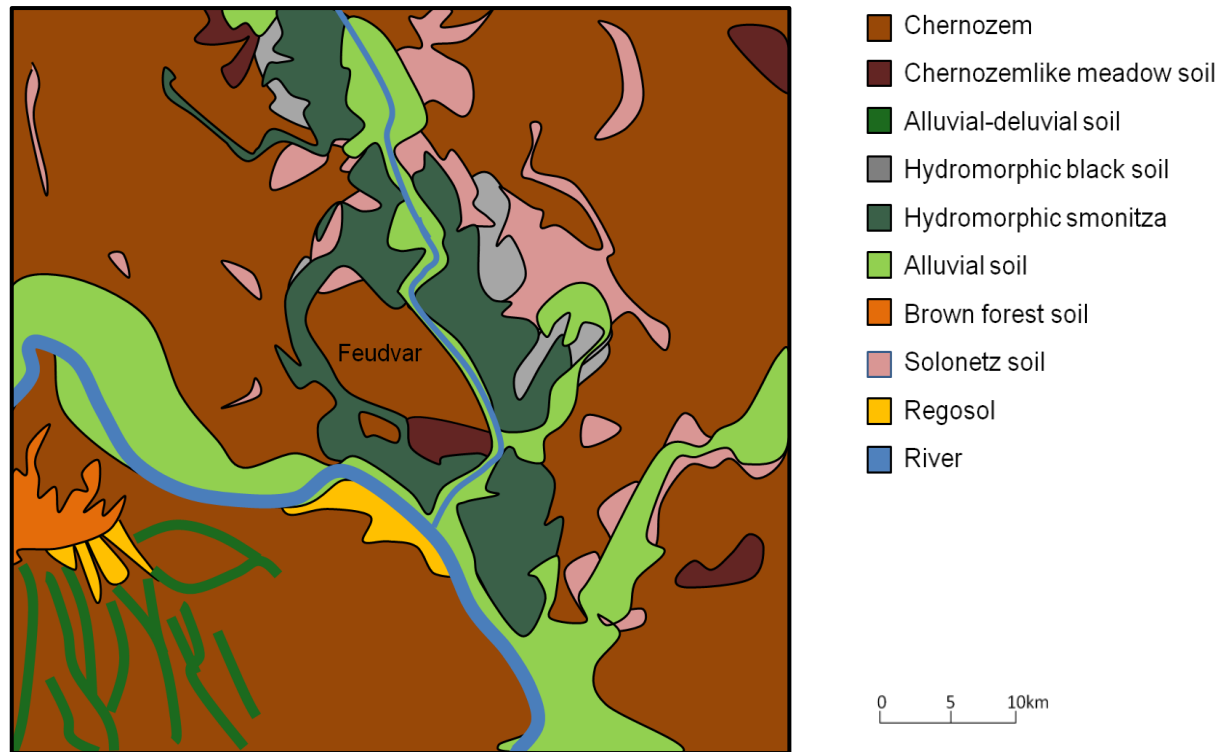 Feudvar
Chernozem
Chernozemlike meadow soil
Alluvial-deluvial soil
Hydromorphic black soil
Hydromorphic smonitza
Alluvial soil
Brown forest soil
Solonetz soil
Regosol
River
0 5 10km